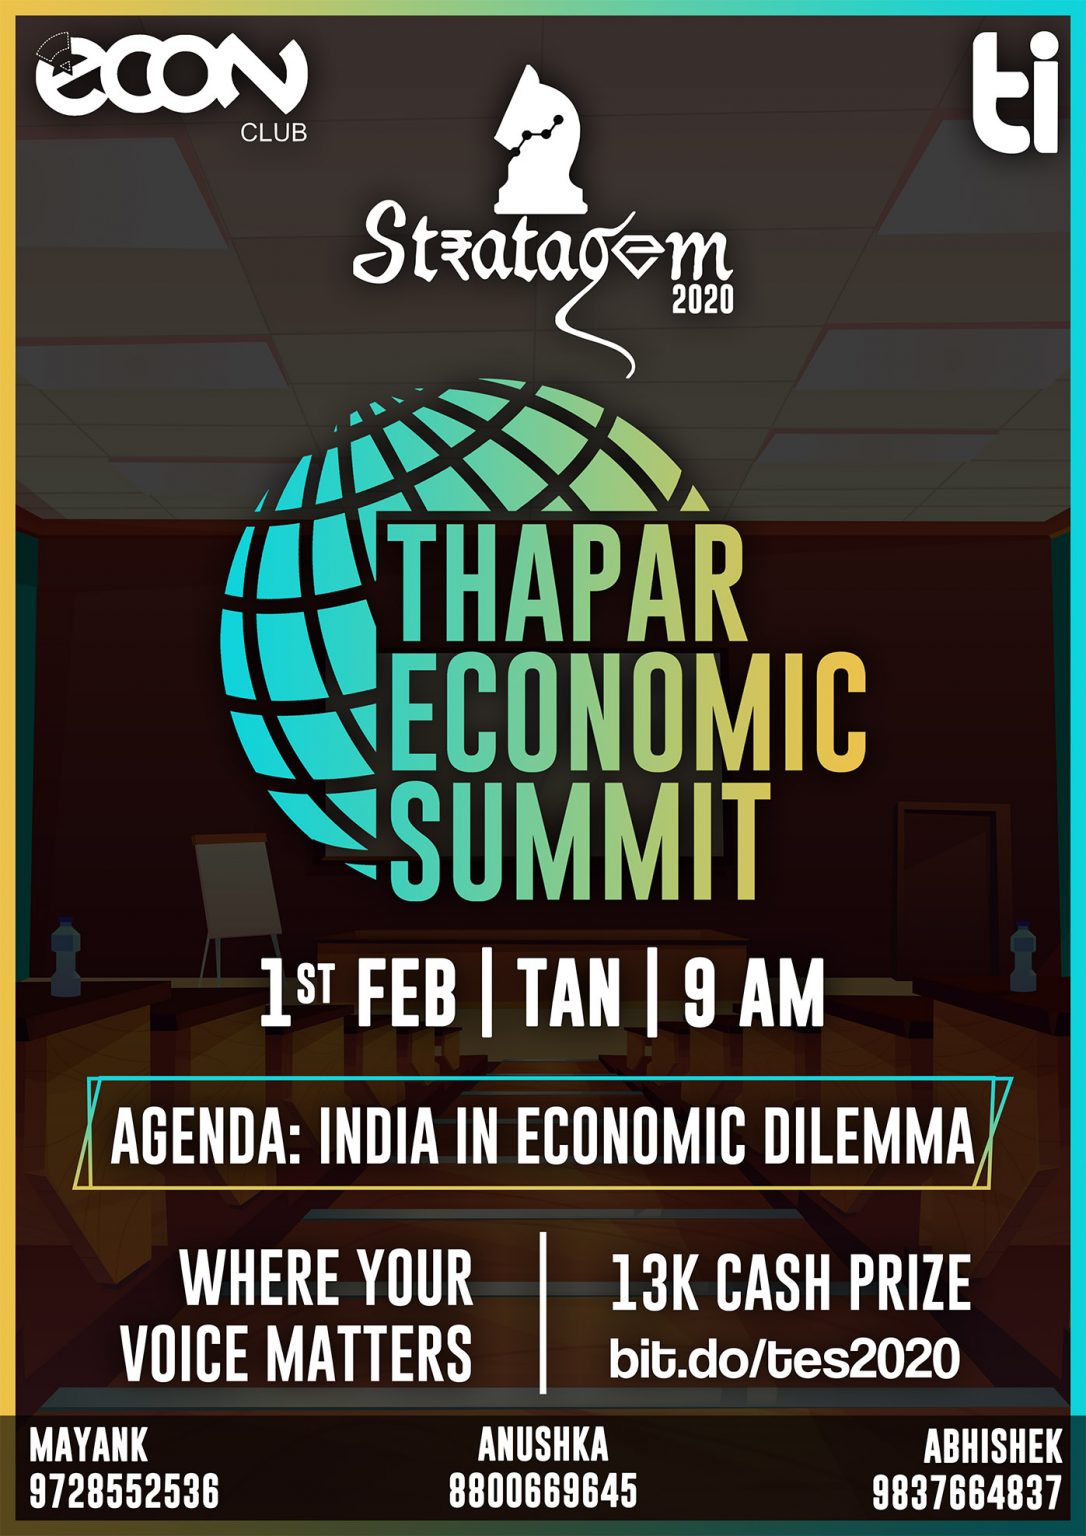 econ
CLUB
ti
St₹atagem
2020
THAPAR
ECONOMIC
SUMMIT
1ST FEB | TAN | 9 AM
AGENDA: INDIA IN ECONOMIC DILEMMA
WHERE YOUR
VOICE MATTERS
13K CASH PRIZE
bit.do/tes2020
MAYANK
9728552536
ANUSHKA
8800669645
ABHISHEK
9837664837